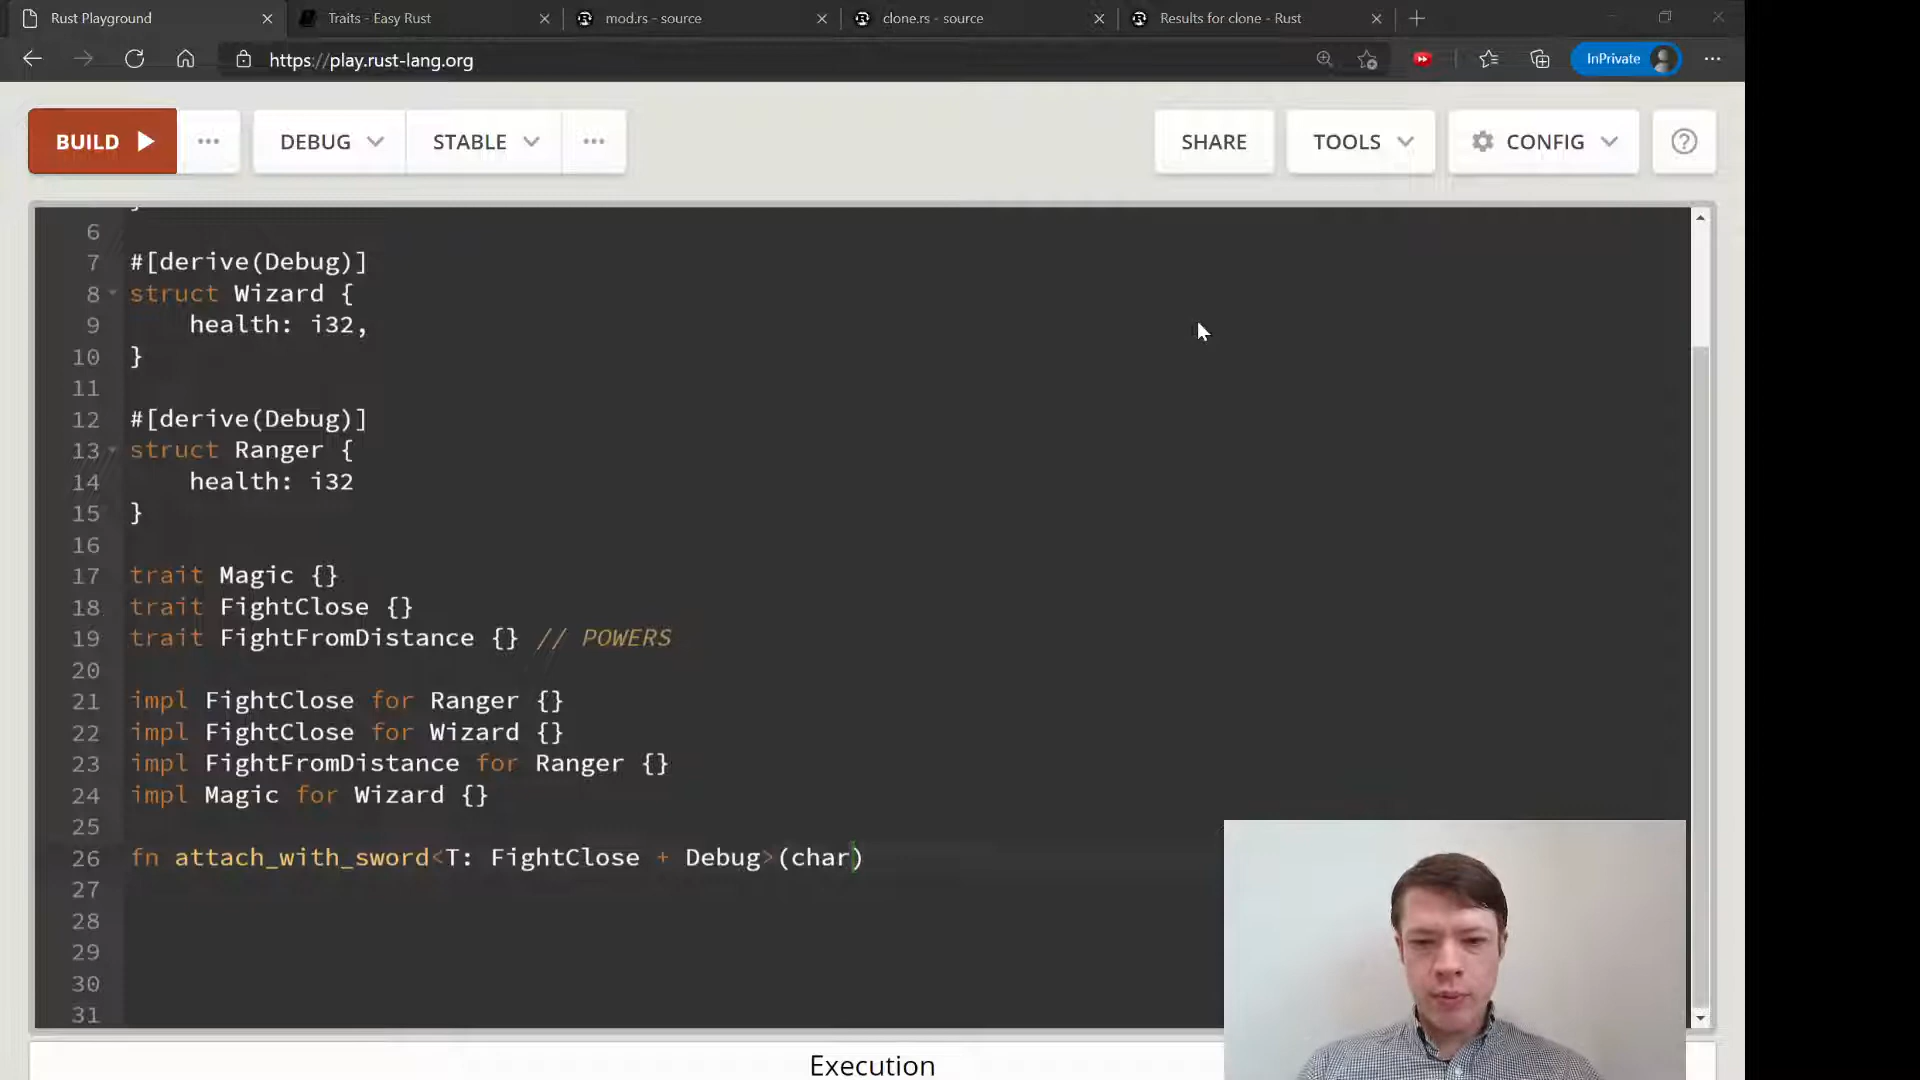 Rust Playground
Traits - Easy Rust
mod.rs - source
clone.rs - source
Results for clone - Rust
https://play.rust-lang.org
InPrivate
BUILD
DEBUG
STABLE
SHARE
TOOLS
CONFIG
6
7 #[derive(Debug)]
8 struct Wizard {
9 health: i32,
10 }
11
12 #[derive(Debug)]
13 struct Ranger {
14 health: i32
15 }
16
17 trait Magic {}
18 trait FightClose {}
19 trait FightFromDistance {} // POWERS
20
21 impl FightClose for Ranger {}
22 impl FightClose for Wizard {}
23 impl FightFromDistance for Ranger {}
24 impl Magic for Wizard {}
25
26 fn attach_with_sword<T: FightClose + Debug>(char)
27
28
29
30
31
Execution